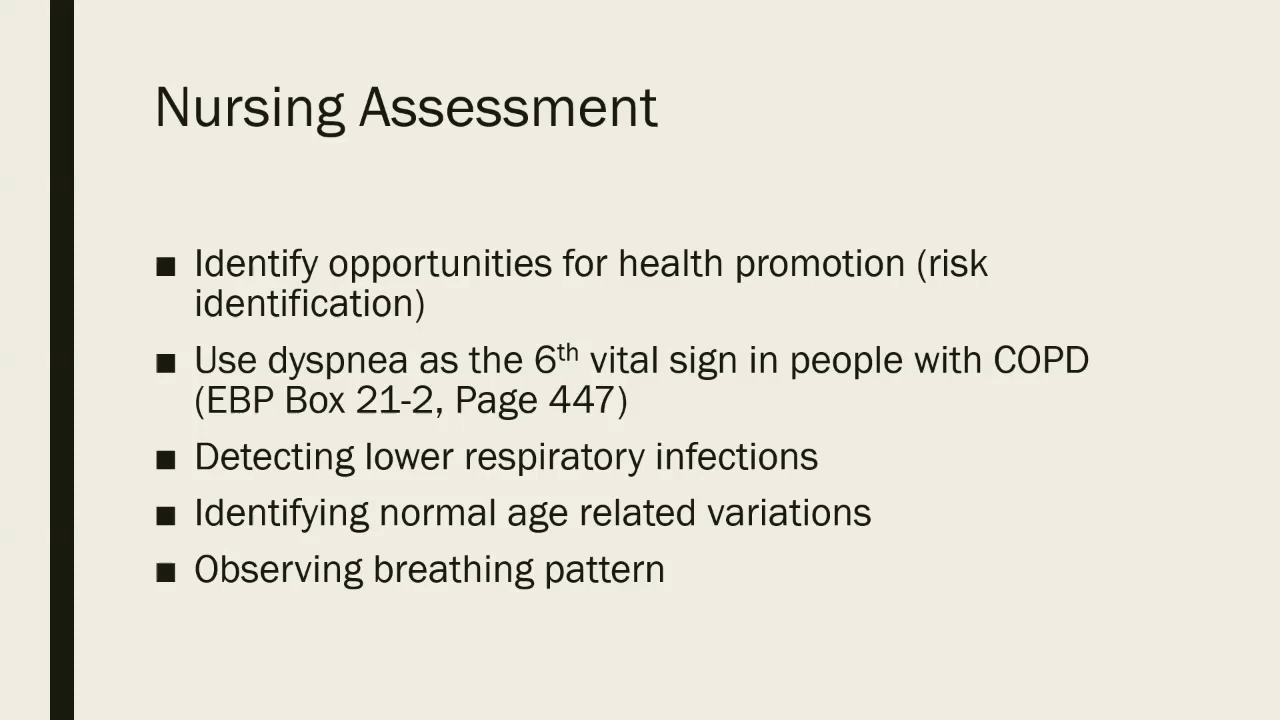 Nursing Assessment
■ Identify opportunities for health promotion (risk
identification)
■ Use dyspnea as the 6th vital sign in people with COPD
(EBP Box 21-2, Page 447)
■ Detecting lower respiratory infections
■ Identifying normal age related variations
■ Observing breathing pattern